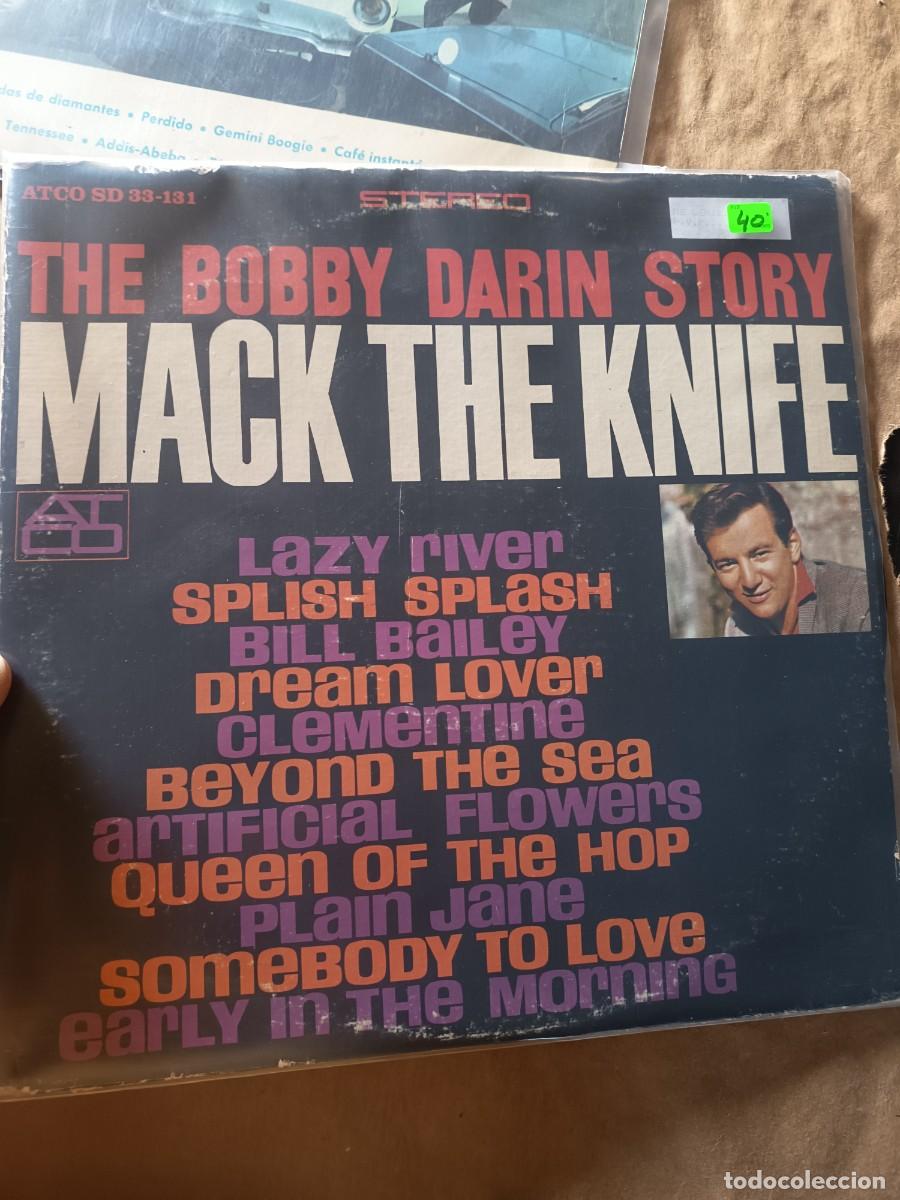 das de diamantes • Perdido • Gemini Boogie • Café instantá
Tennessee • Addis-Abeba •
ATCO SD 33-131
STEREO
40
THE BOBBY DARIN STORY
MACK THE KNIFE
ATCO
Lazy river
SPLISH SPLasH
BILL Bailey
Dream Lover
CLementine
Beyond The sea
artificial FLOWers
Queen of The HOP
Plain Jane
someBODY TO Love
early in the morning
todocoleccion